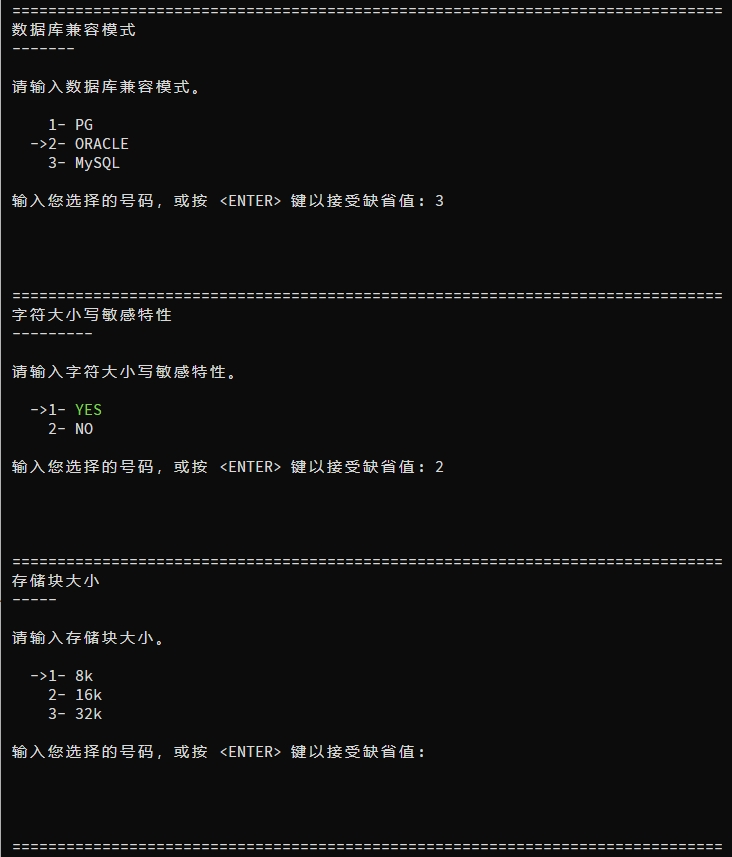 ===============================================================================
数据库兼容模式
-------
请输入数据库兼容模式。
1- PG
->2- ORACLE
3- MySQL
输入您选择的号码，或按 <ENTER> 键以接受缺省值：3
===============================================================================
字符大小写敏感特性
---------
请输入字符大小写敏感特性。
->1- YES
2- NO
输入您选择的号码，或按 <ENTER> 键以接受缺省值：2
===============================================================================
存储块大小
-----
请输入存储块大小。
->1- 8k
2- 16k
3- 32k
输入您选择的号码，或按 <ENTER> 键以接受缺省值：
===============================================================================